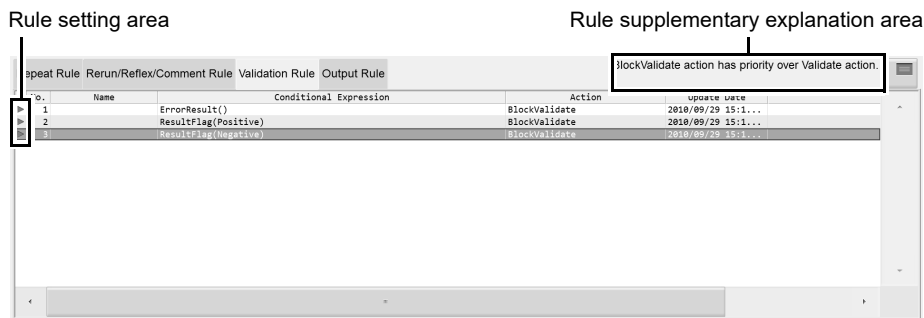 Rule setting area
Rule supplementary explanation area
BlockValidate action has priority over Validate action.
epeat Rule Rerun/Reflex/Comment Rule Validation Rule Output Rule
No. Name Conditional Expression Action Update Date
1 ErrorResult() BlockValidate 2010/09/29 15:1...
2 ResultFlag(Positive) BlockValidate 2010/09/29 15:1...
3 ResultFlag(Negative) BlockValidate 2010/09/29 15:1...